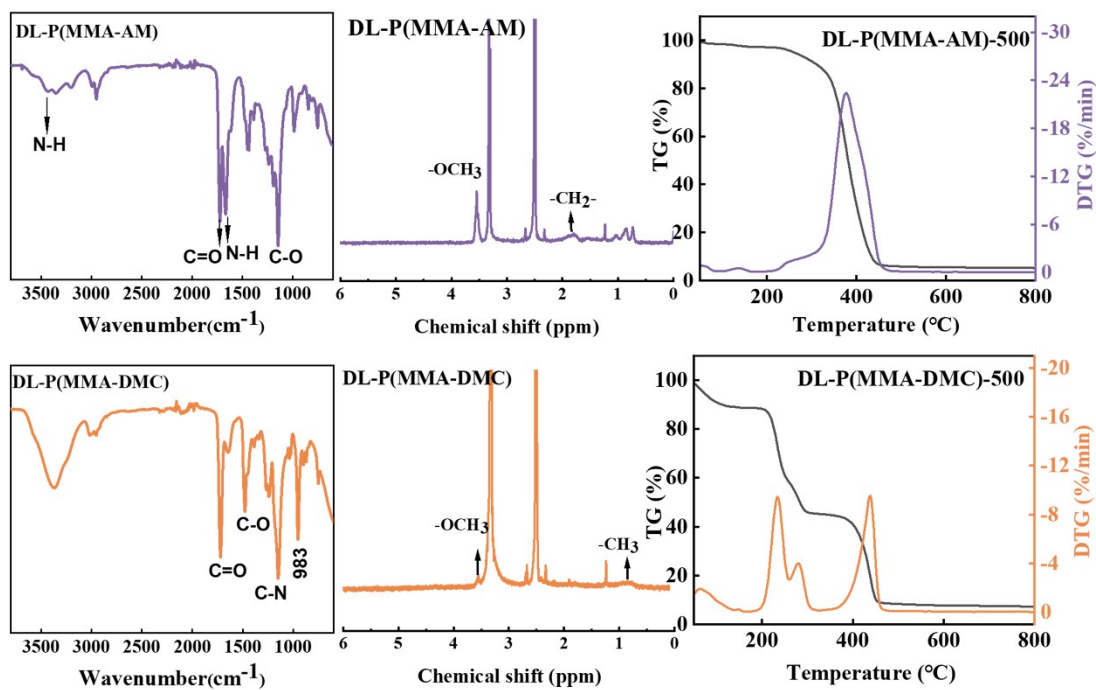 DL-P(MMA-AM)
N-H
C=O
N-H
C-O
3500 3000 2500 2000 1500 1000
Wavenumber(cm-1)
DL-P(MMA-AM)
-OCH3
-CH2-
6 5 4 3 2 1 0
Chemical shift (ppm)
DL-P(MMA-AM)-500
TG (%)
100
80
60
40
20
0
DTG (%/min)
-30
-24
-18
-12
-6
0
200 400 600 800
Temperature (°C)
DL-P(MMA-DMC)
C=O
C-O
C-N
983
3500 3000 2500 2000 1500 1000
Wavenumber(cm-1)
DL-P(MMA-DMC)
-OCH3
-CH3
6 5 4 3 2 1 0
Chemical shift (ppm)
DL-P(MMA-DMC)-500
TG (%)
100
80
60
40
20
0
DTG (%/min)
-20
-16
-12
-8
-4
0
200 400 600 800
Temperature (°C)